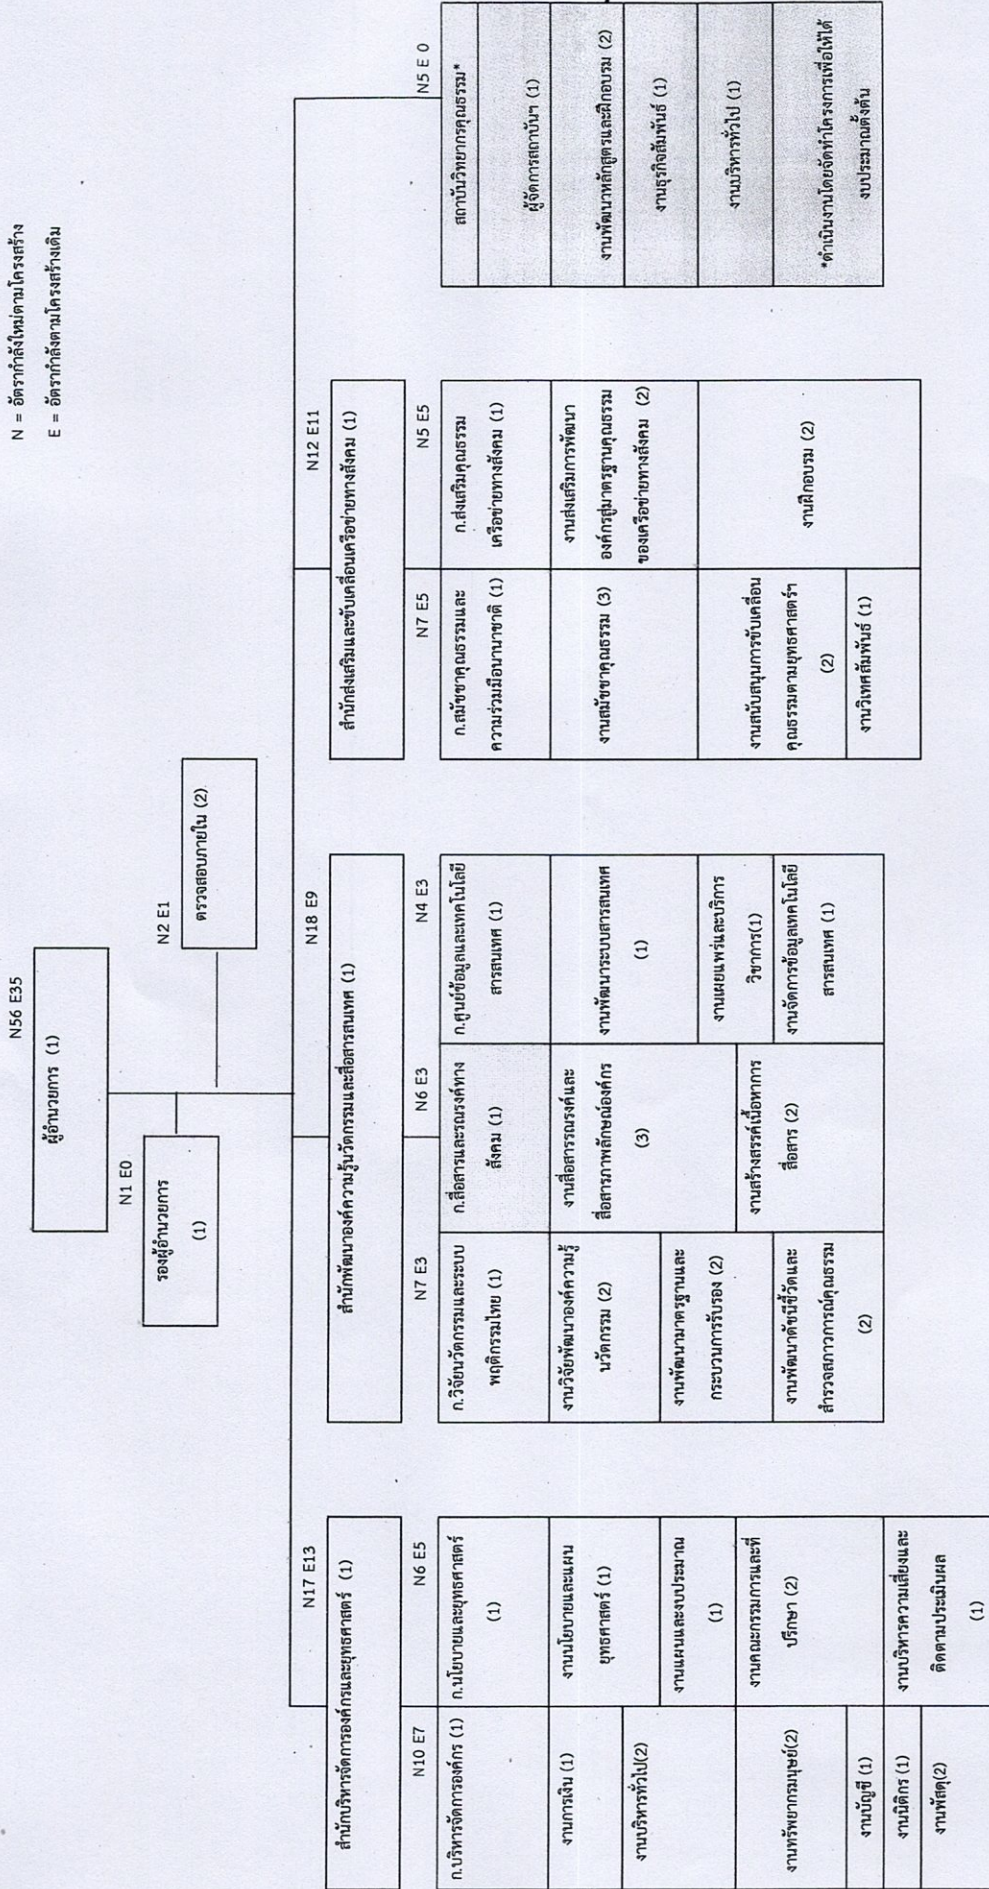 N = อัตรากำลังใหม่ตามโครงสร้าง
E = อัตรากำลังตามโครงสร้างเดิม
N56 E35
ผู้อำนวยการ (1)
N1 E0
รองผู้อำนวยการ
(1)
N2 E1
ตรวจสอบภายใน (2)
N17 E13
สำนักบริหารจัดการองค์กรและยุทธศาสตร์ (1)
N10 E7
ก.บริหารจัดการองค์กร (1)
งานการเงิน (1)
งานบริหารทั่วไป(2)
งานทรัพยากรมนุษย์(2)
งานบัญชี (1)
งานนิติกร (1)
งานพัสดุ(2)
N6 E5
ก.นโยบายและยุทธศาสตร์
(1)
งานนโยบายและแผน
ยุทธศาสตร์ (1)
งานแผนและงบประมาณ
(1)
งานคณะกรรมการและที่
ปรึกษา (2)
งานบริหารความเสี่ยงและ
ติดตามประเมินผล
(1)
N18 E9
สำนักพัฒนาองค์ความรู้นวัตกรรมและสื่อสารสนเทศ (1)
N7 E3
ก.วิจัยนวัตกรรมและระบบ
พฤติกรรมไทย (1)
งานวิจัยพัฒนาองค์ความรู้
นวัตกรรม (2)
งานพัฒนามาตรฐานและ
กระบวนการรับรอง (2)
งานพัฒนาดัชนีชี้วัดและ
สำรวจสภาวการณ์คุณธรรม
(2)
N6 E3
ก.สื่อสารและรณรงค์ทาง
สังคม (1)
งานสื่อสารรณรงค์และ
สื่อสารภาพลักษณ์องค์กร
(3)
งานสร้างสรรค์เนื้อหาการ
สื่อสาร (2)
N4 E3
ก.ศูนย์ข้อมูลและเทคโนโลยี
สารสนเทศ (1)
งานพัฒนาระบบสารสนเทศ
(1)
งานเผยแพร่และบริการ
วิชาการ(1)
งานจัดการข้อมูลเทคโนโลยี
สารสนเทศ (1)
N12 E11
สำนักส่งเสริมและขับเคลื่อนเครือข่ายทางสังคม (1)
N7 E5
ก.สมัชชาคุณธรรมและ
ความร่วมมือนานาชาติ (1)
งานสมัชชาคุณธรรม (3)
งานสนับสนุนการขับเคลื่อน
คุณธรรมตามยุทธศาสตร์ฯ
(2)
งานวิเทศสัมพันธ์ (1)
N5 E5
ก.ส่งเสริมคุณธรรม
เครือข่ายทางสังคม (1)
งานส่งเสริมการพัฒนา
องค์กรสู่มาตรฐานคุณธรรม
ของเครือข่ายทางสังคม (2)
งานฝึกอบรม (2)
N5 E 0
สถาบันวิทยากรคุณธรรม*
ผู้จัดการสถาบันฯ (1)
งานพัฒนาหลักสูตรและฝึกอบรม (2)
งานธุรกิจสัมพันธ์ (1)
งานบริหารทั่วไป (1)
*ดำเนินงานโดยจัดทำโครงการเพื่อให้ได้
งบประมาณตั้งต้น